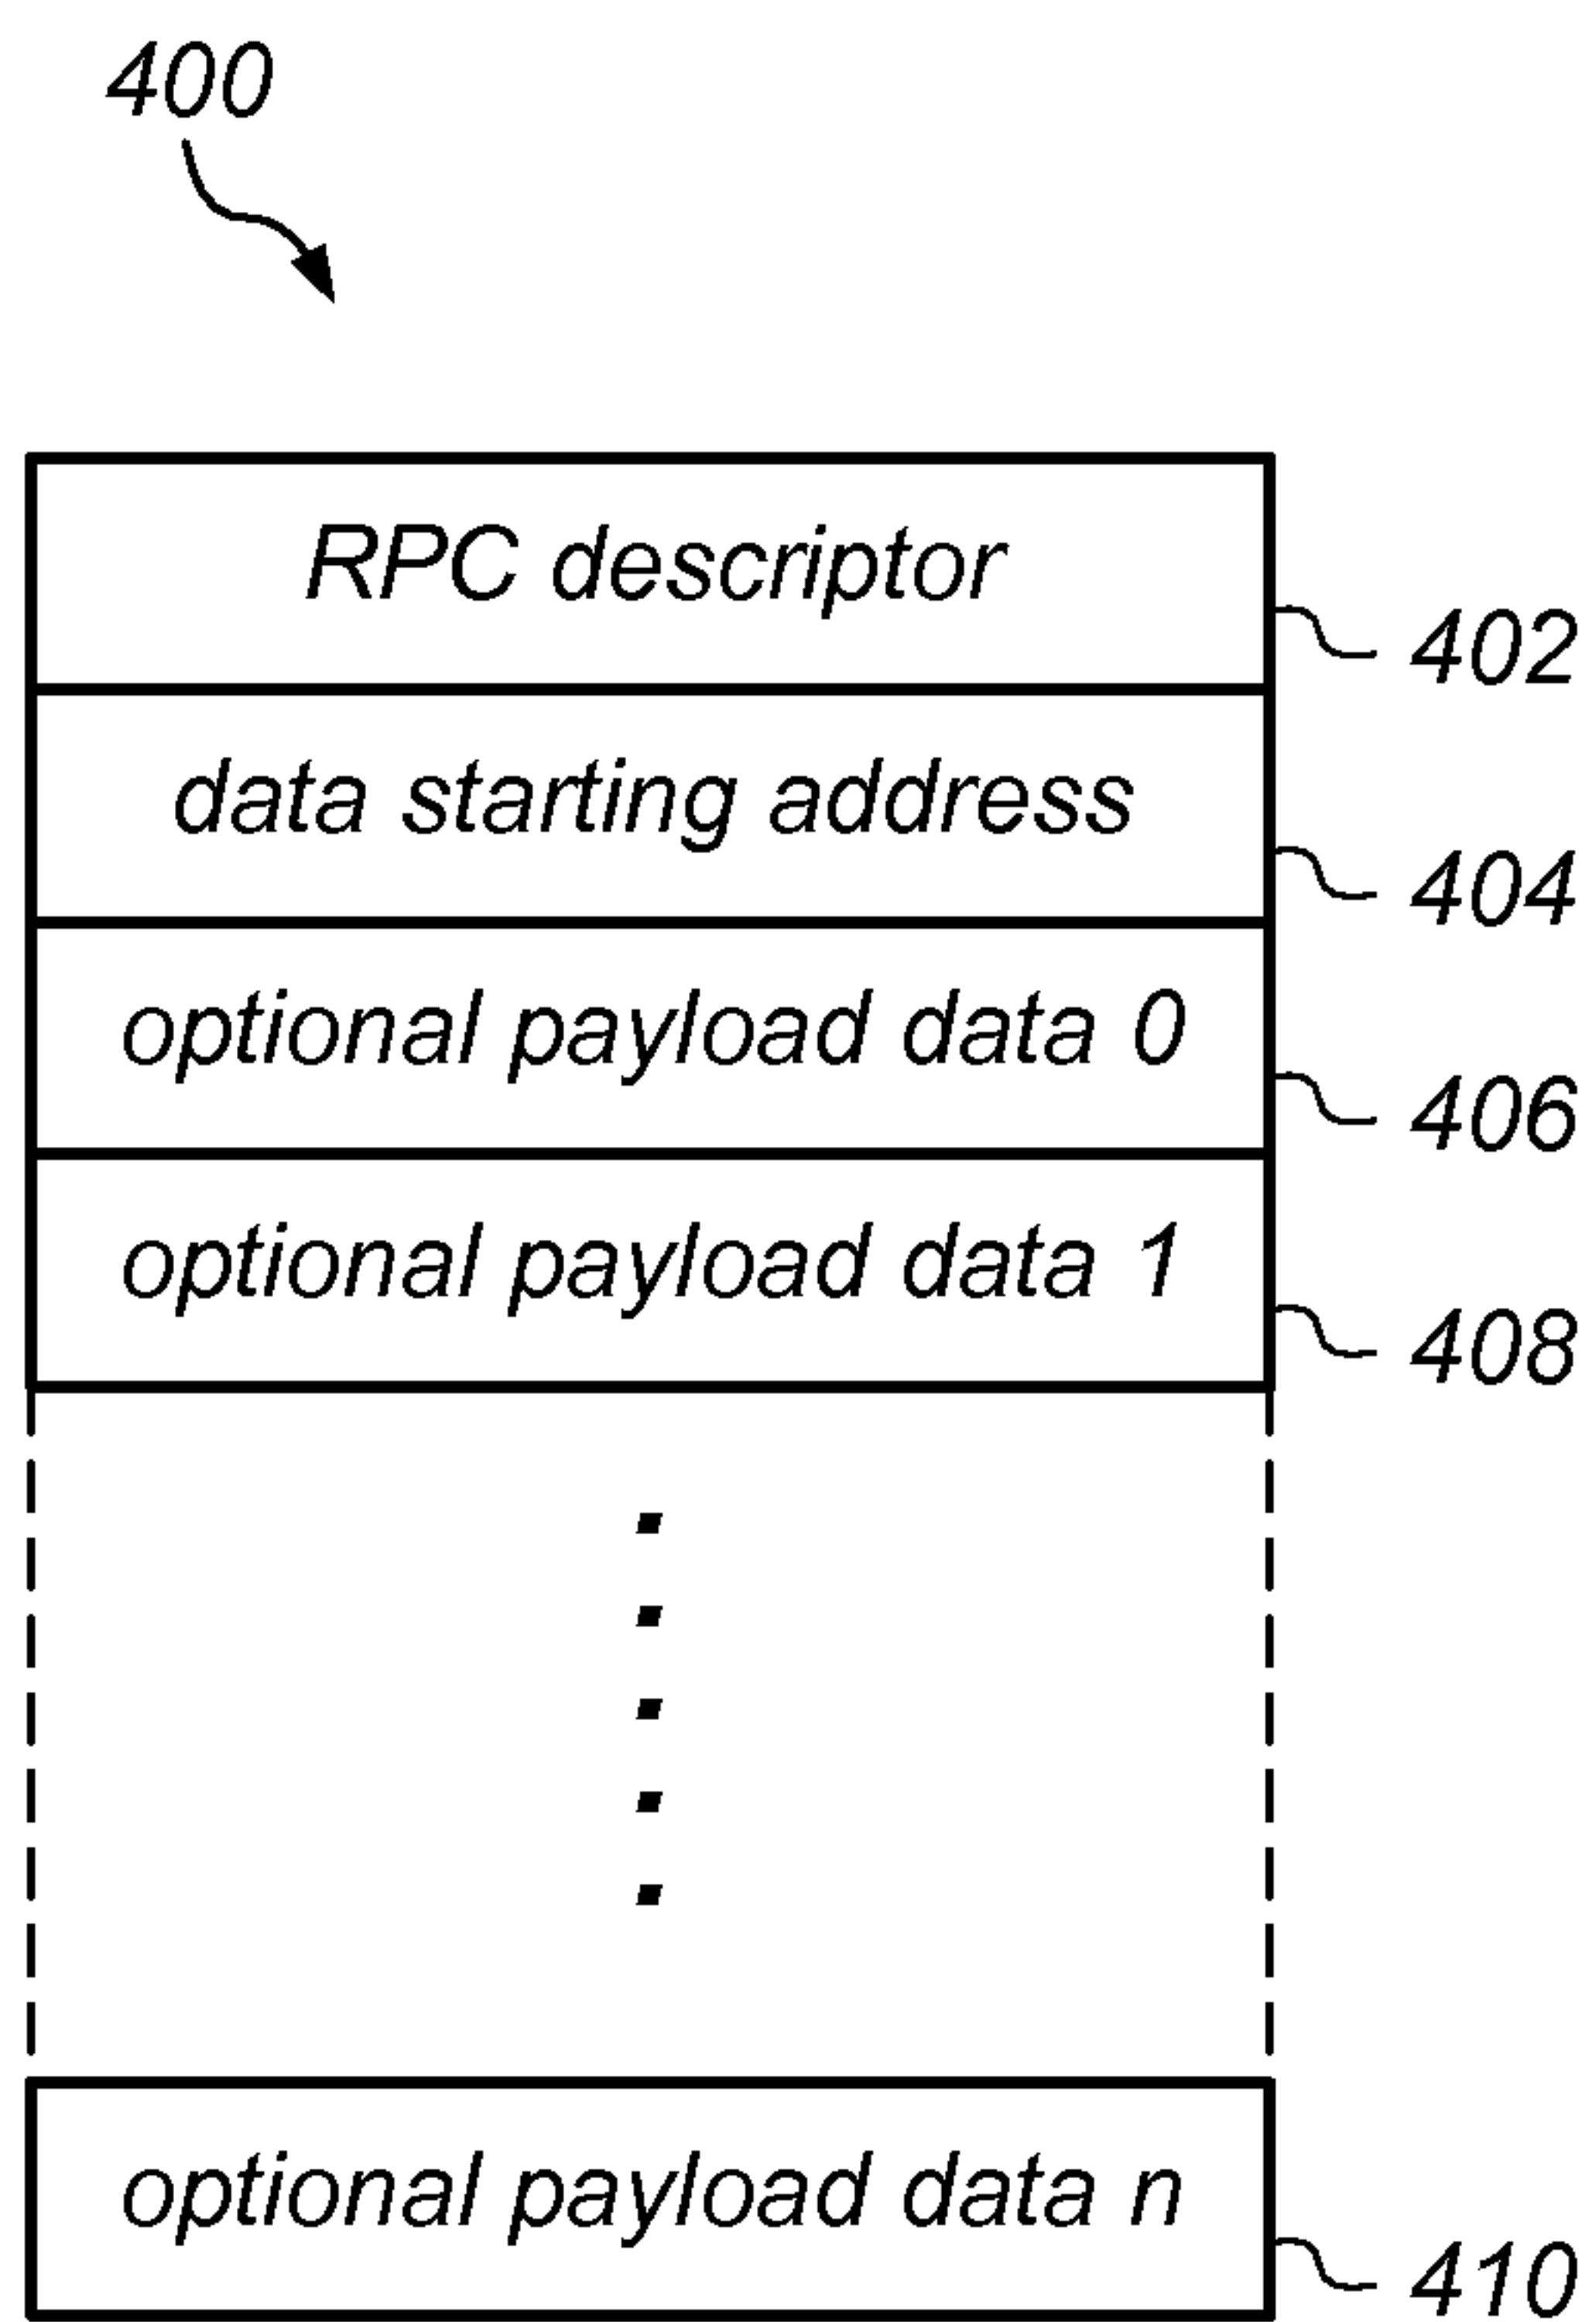 400
RPC descriptor
402
data starting address
404
optional payload data 0
406
optional payload data 1
408
optional payload data n
410